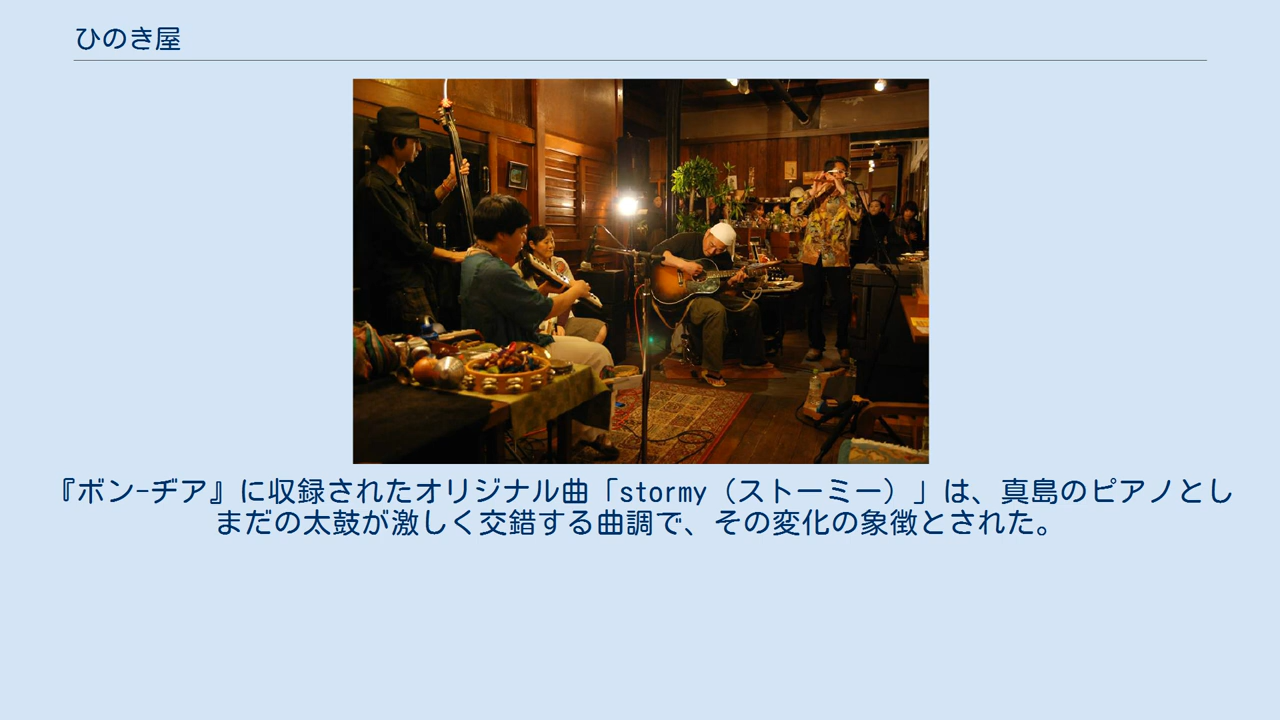 ひのき屋
『ボン-ヂア』に収録されたオリジナル曲「stormy（ストーミー）」は、真島のピアノとし
まだの太鼓が激しく交錯する曲調で、その変化の象徴とされた。